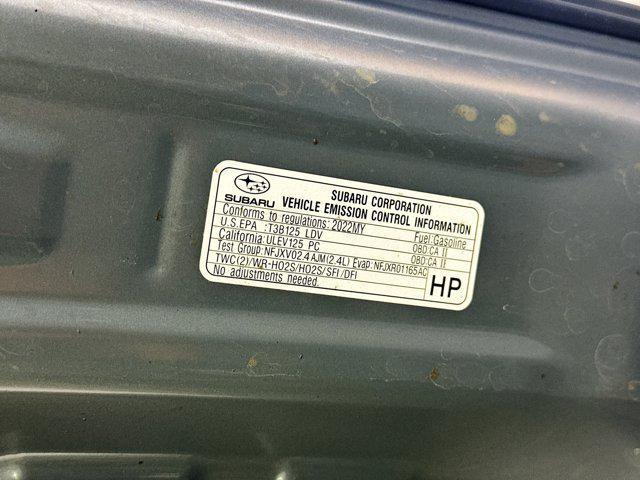 SUBARU
SUBARU CORPORATION
VEHICLE EMISSION CONTROL INFORMATION
Conforms to regulations: 2022MY
Fuel: Gasoline
U.S.EPA :T3B125 LDV
OBD:CA II
California: ULEV125 PC
OBD:CA II
Test Group: NFJXV02.4AJM(2.4L) Evap: NFJXR01165AC
TWC(2)/WR-HO2S/HO2S/SFI/DFI
No adjustments needed.
HP